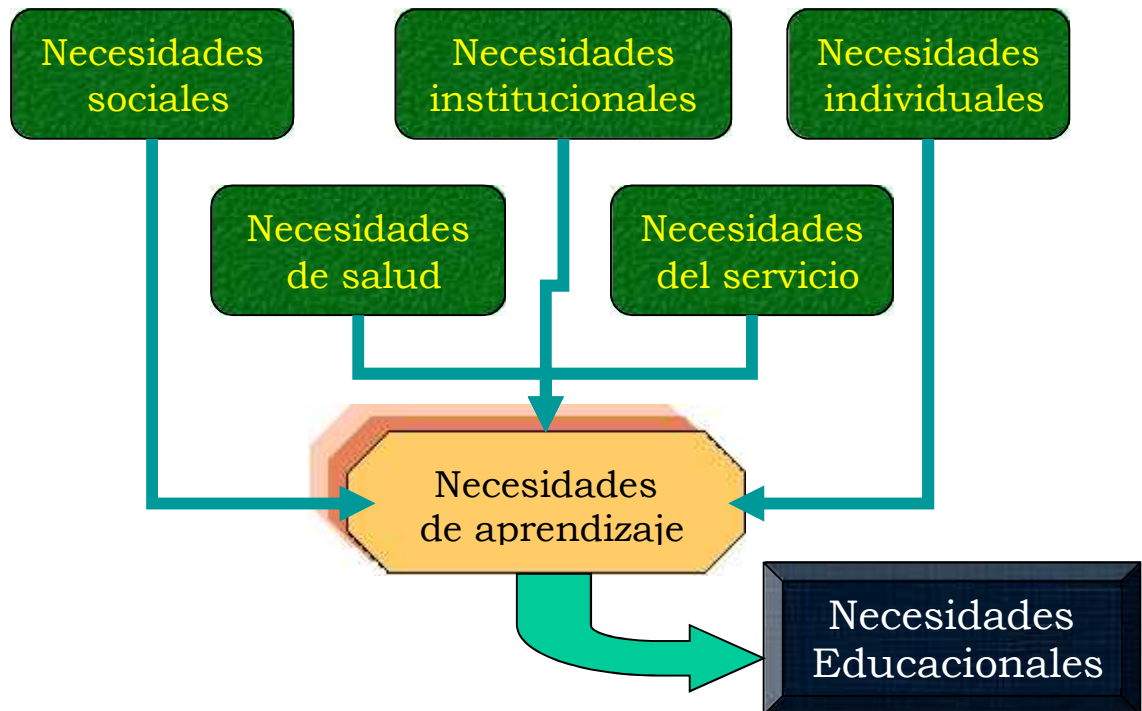 Necesidades
sociales
Necesidades
institucionales
Necesidades
individuales
Necesidades
de salud
Necesidades
del servicio
Necesidades
de aprendizaje
Necesidades
Educacionales